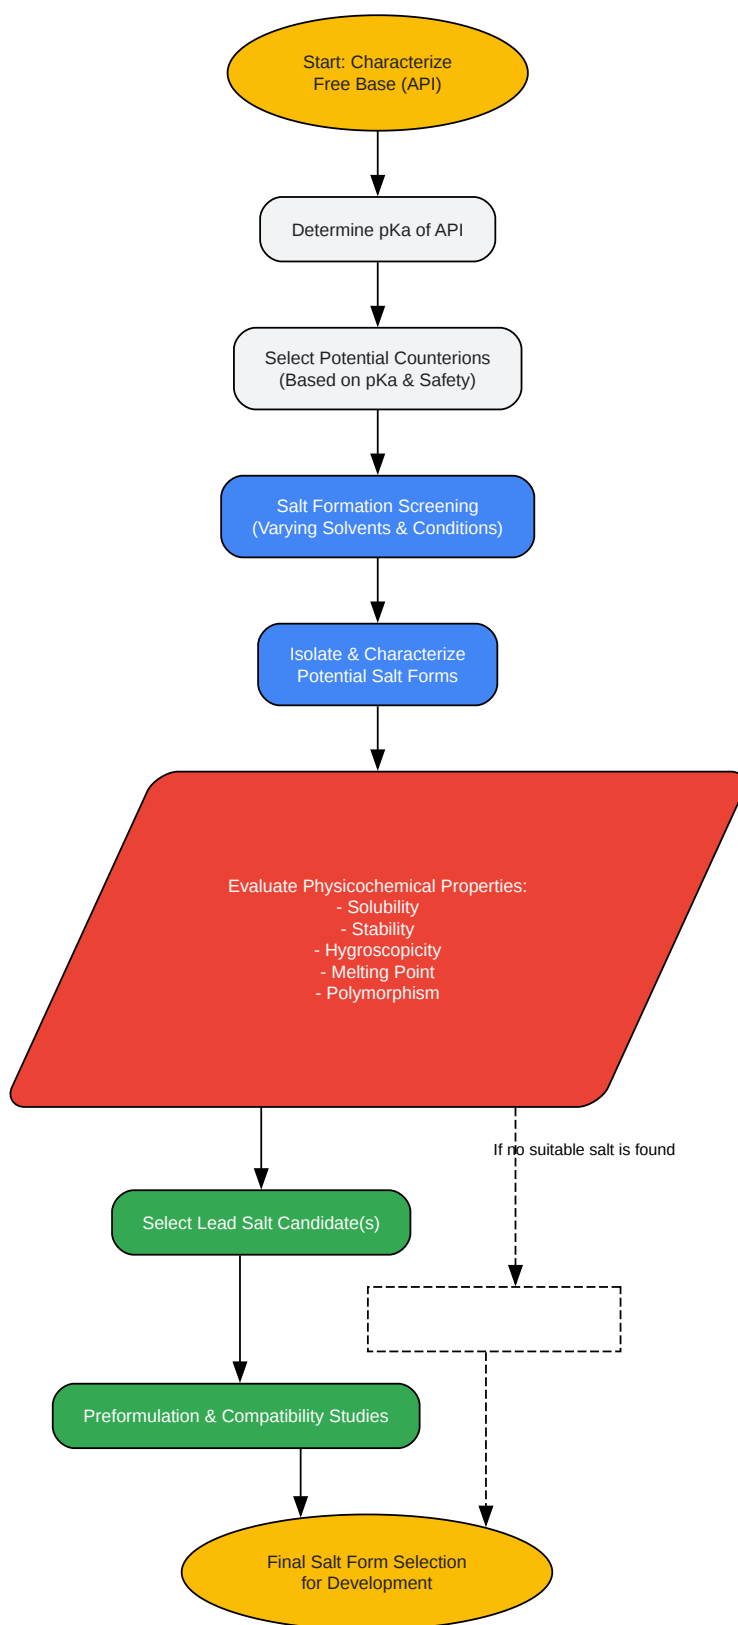 Start: Characterize
Free Base (API)
Determine pKa of API
Select Potential Counterions
(Based on pKa & Safety)
Salt Formation Screening
(Varying Solvents & Conditions)
Isolate & Characterize
Potential Salt Forms
Evaluate Physicochemical Properties:
- Solubility
- Stability
- Hygroscopicity
- Melting Point
- Polymorphism
If no suitable salt is found
Select Lead Salt Candidate(s)
Preformulation & Compatibility Studies
Final Salt Form Selection
for Development